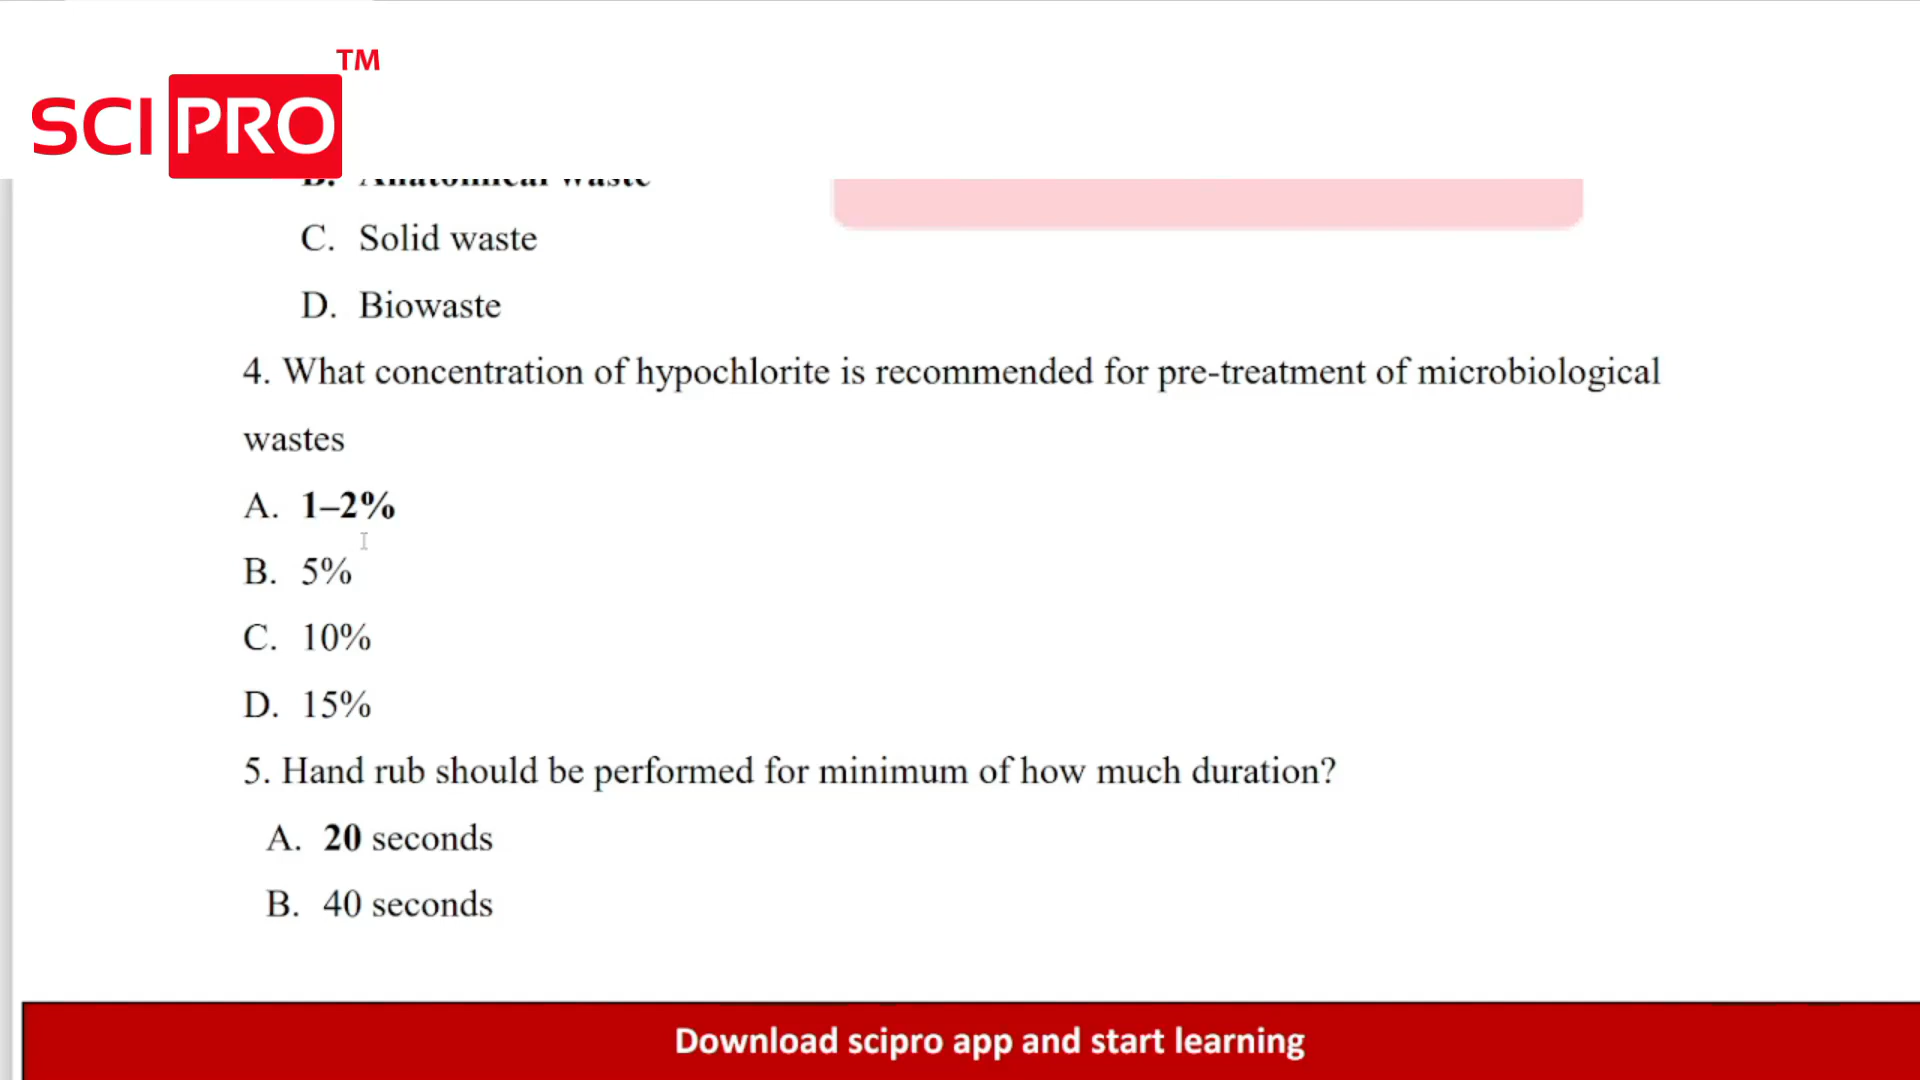 TM
SCI PRO
B. Anatomical waste
C. Solid waste
D. Biowaste
4. What concentration of hypochlorite is recommended for pre-treatment of microbiological
wastes
A. 1–2%
B. 5%
C. 10%
D. 15%
5. Hand rub should be performed for minimum of how much duration?
A. 20 seconds
B. 40 seconds
Download scipro app and start learning